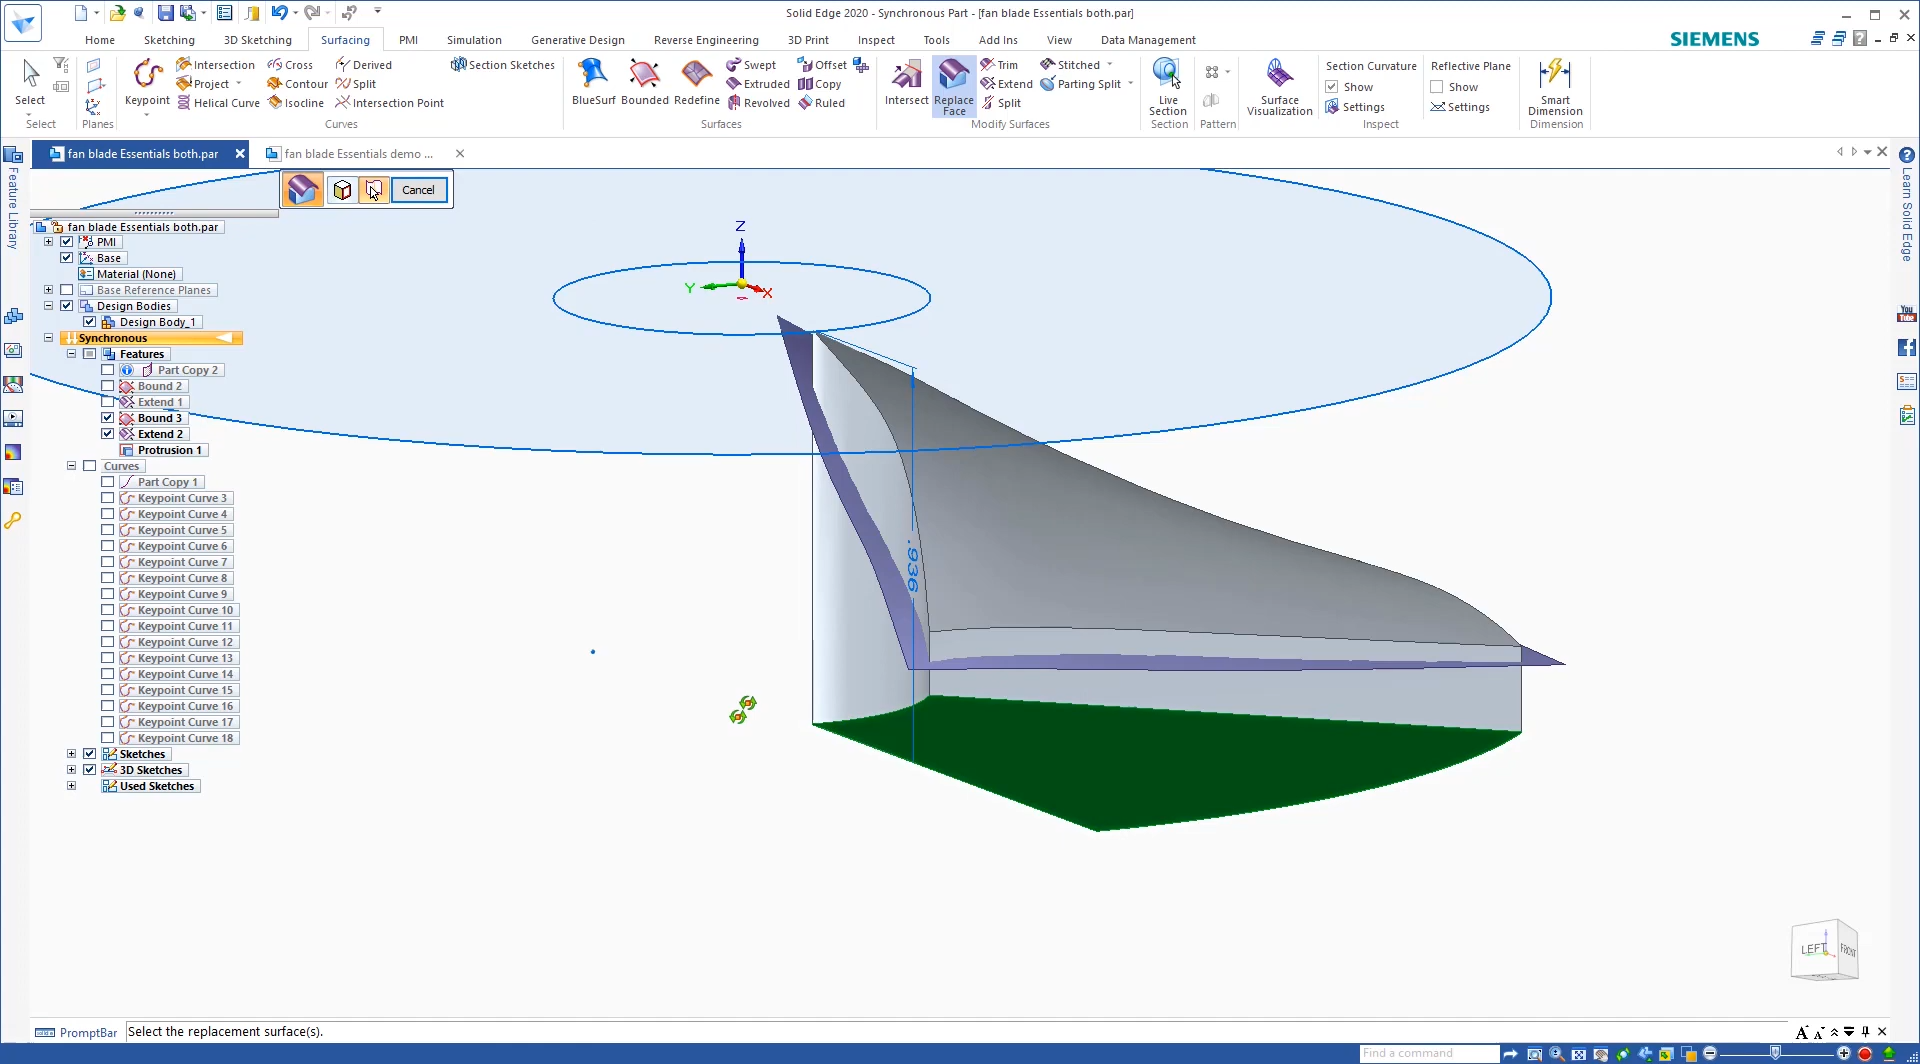 Solid Edge 2020 - Synchronous Part - [fan blade Essentials both.par]
Home Sketching 3D Sketching Surfacing PMI Simulation Generative Design Reverse Engineering 3D Print Inspect Tools Add Ins View Data Management
SIEMENS
Select
Select
Planes
Keypoint
Intersection
Project
Helical Curve
Cross
Contour
Isocline
Derived
Split
Intersection Point
Section Sketches
Curves
BlueSurf
Bounded
Redefine
Swept
Extruded
Revolved
Offset
Copy
Ruled
Surfaces
Intersect
Replace
Face
Trim
Extend
Split
Stitched
Parting Split
Modify Surfaces
Live
Section
Section
Pattern
Surface
Visualization
Section Curvature
Show
Settings
Inspect
Reflective Plane
Show
Settings
Smart
Dimension
Dimension
fan blade Essentials both.par
fan blade Essentials demo ...
Feature Library
Learn Solid Edge
Cancel
fan blade Essentials both.par
PMI
Base
Material (None)
Base Reference Planes
Design Bodies
Design Body_1
Synchronous
Features
Part Copy 2
Bound 2
Extend 1
Bound 3
Extend 2
Protrusion 1
Curves
Part Copy 1
Keypoint Curve 3
Keypoint Curve 4
Keypoint Curve 5
Keypoint Curve 6
Keypoint Curve 7
Keypoint Curve 8
Keypoint Curve 9
Keypoint Curve 10
Keypoint Curve 11
Keypoint Curve 12
Keypoint Curve 13
Keypoint Curve 14
Keypoint Curve 15
Keypoint Curve 16
Keypoint Curve 17
Keypoint Curve 18
Sketches
3D Sketches
Used Sketches
Z
Y
X
.936
LEFT
FRONT
You
Tube
PromptBar
Select the replacement surface(s).
Find a command